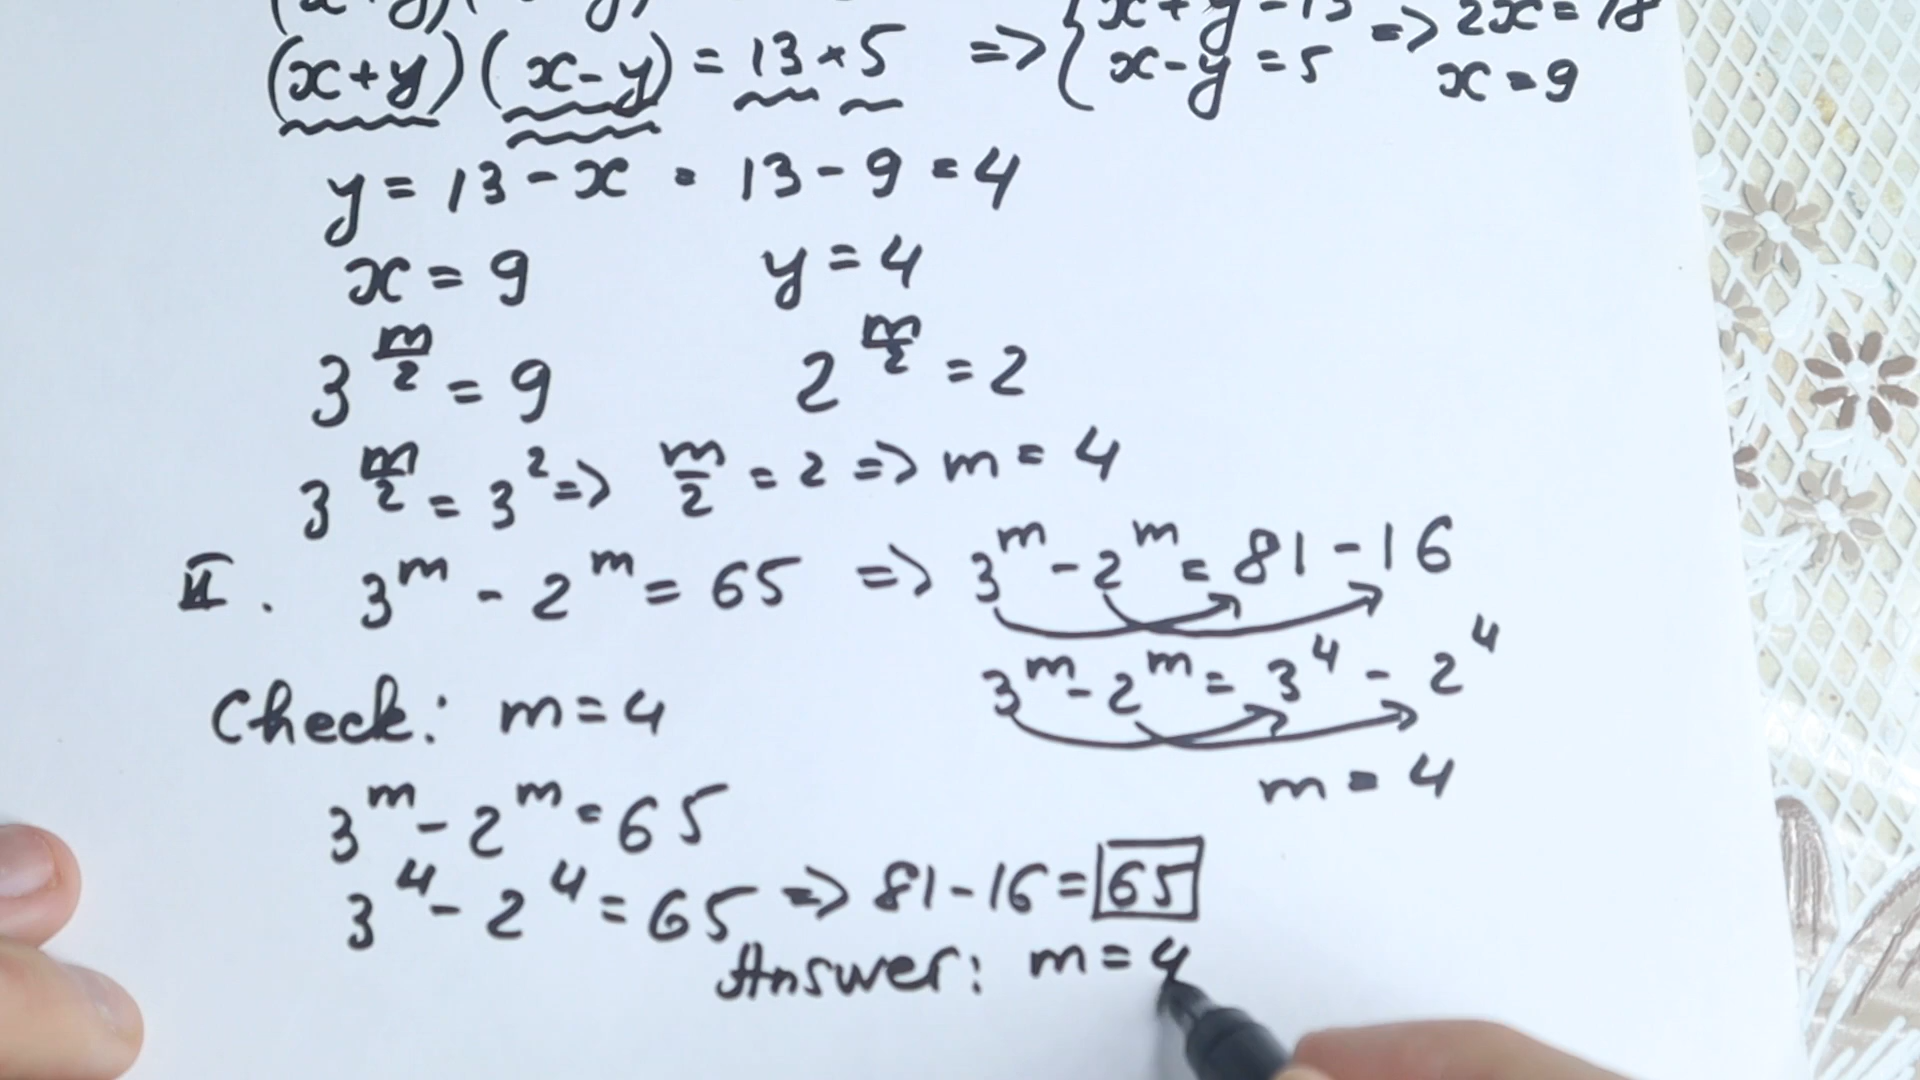 (x+y)(x-y) = 13 * 5 => { x+y = 13 => 2x = 18
x-y = 5 x = 9
y = 13 - x = 13 - 9 = 4
x = 9 y = 4
3^(m/2) = 9 2^(m/2) = 2
3^(m/2) = 3^2 => m/2 = 2 => m = 4
II. 3^m - 2^m = 65 => 3^m - 2^m = 81 - 16
3^m - 2^m = 3^4 - 2^4
Check: m = 4
m = 4
3^m - 2^m = 65
3^4 - 2^4 = 65 => 81 - 16 = 65
Answer: m = 4